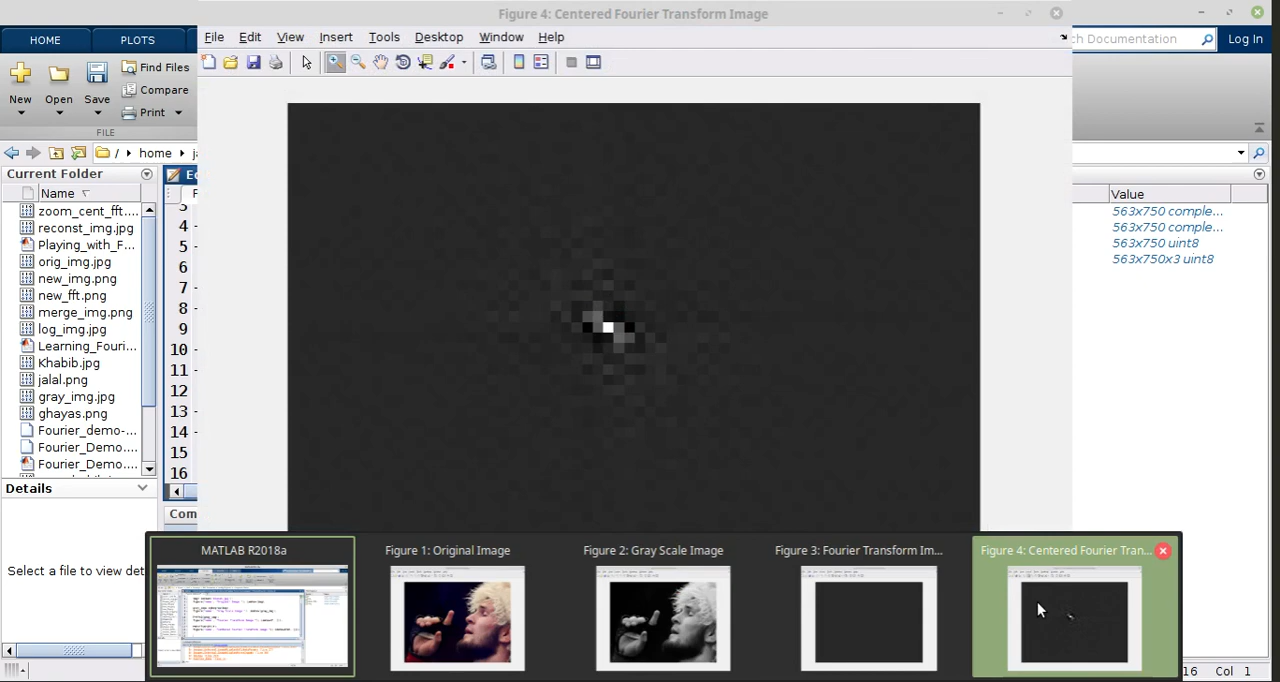 Figure 4: Centered Fourier Transform Image
HOME
PLOTS
File Edit View Insert Tools Desktop Window Help
ch Documentation
Log In
New
Open
Save
Find Files
Compare
Print
FILE
/ home
Current Folder
Name
Value
zoom_cent_fft....
reconst_img.jpg
Playing_with_F...
orig_img.jpg
new_img.png
new_fft.png
merge_img.png
log_img.jpg
Learning_Fouri...
Khabib.jpg
jalal.png
gray_img.jpg
ghayas.png
Fourier_demo-...
Fourier_Demo....
Fourier_Demo....
4
5
6
7
8
9
10
11
12
13
14
15
16
563x750 comple...
563x750 comple...
563x750 uint8
563x750x3 uint8
Details
Select a file to view det
Com
MATLAB R2018a
Figure 1: Original Image
Figure 2: Gray Scale Image
Figure 3: Fourier Transform Im...
Figure 4: Centered Fourier Tran...
16 Col 1